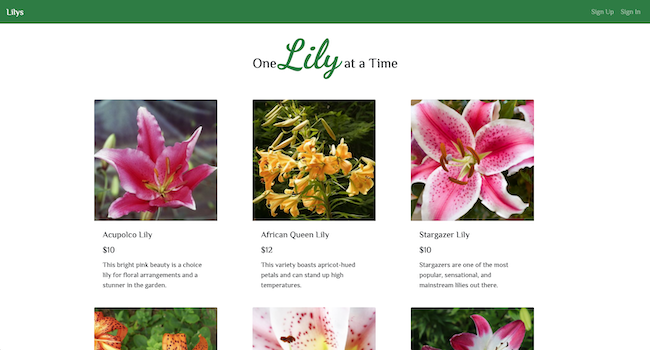 Lilys
Sign Up Sign In
One Lily at a Time
Acupolco Lily
$10
This bright pink beauty is a choice
lily for floral arrangements and a
stunner in the garden.
African Queen Lily
$12
This variety boasts apricot-hued
petals and can stand up high
temperatures.
Stargazer Lily
$10
Stargazers are one of the most
popular, sensational, and
mainstream lilies out there.